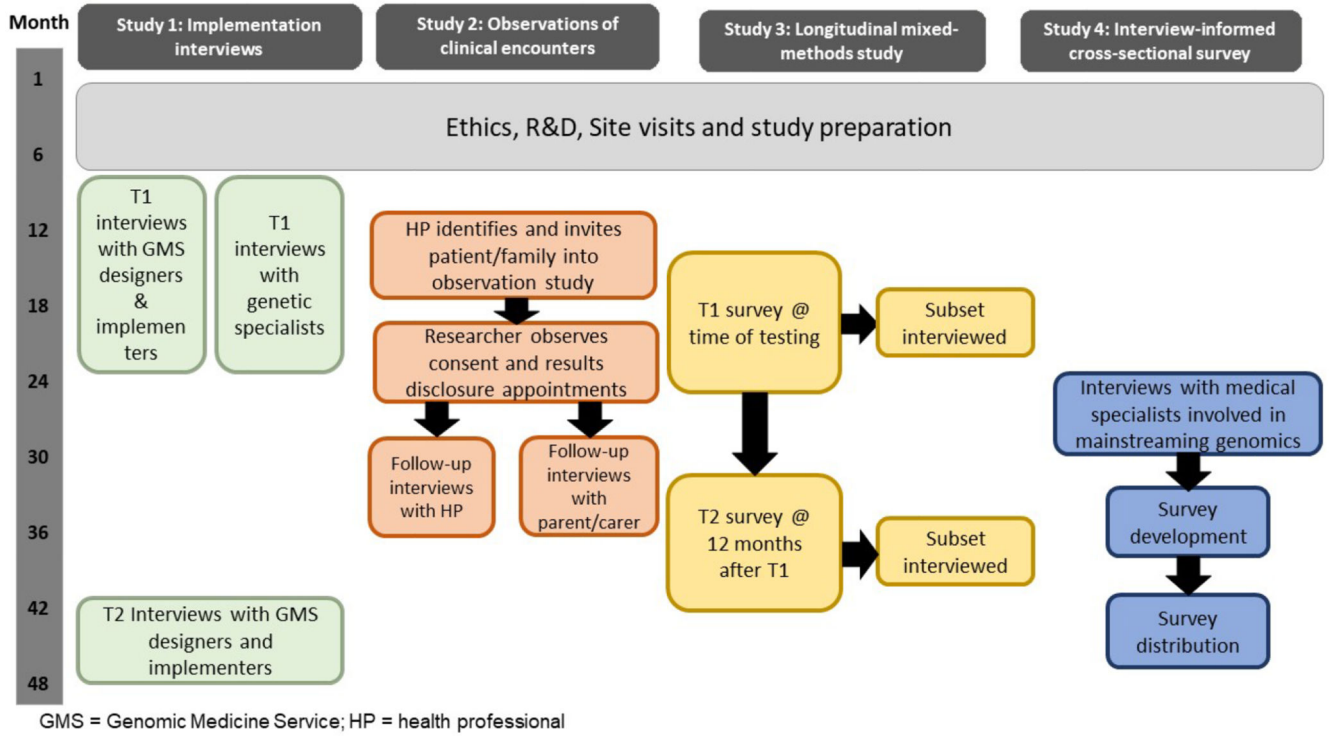 Month
Study 1: Implementation
interviews
Study 2: Observations of
clinical encounters
Study 3: Longitudinal mixed-
methods study
Study 4: Interview-informed
cross-sectional survey
1
6
12
18
24
30
36
42
48
Ethics, R&D, Site visits and study preparation
T1
interviews
with GMS
designers
&
implemen
ters
T1
interviews
with
genetic
specialists
T2 Interviews with GMS
designers and
implementers
HP identifies and invites
patient/family into
observation study
Researcher observes
consent and results
disclosure appointments
Follow-up
interviews
with HP
Follow-up
interviews
with
parent/carer
T1 survey @
time of testing
Subset
interviewed
T2 survey @
12 months
after T1
Subset
interviewed
Interviews with medical
specialists involved in
mainstreaming genomics
Survey
development
Survey
distribution
GMS = Genomic Medicine Service; HP = health professional